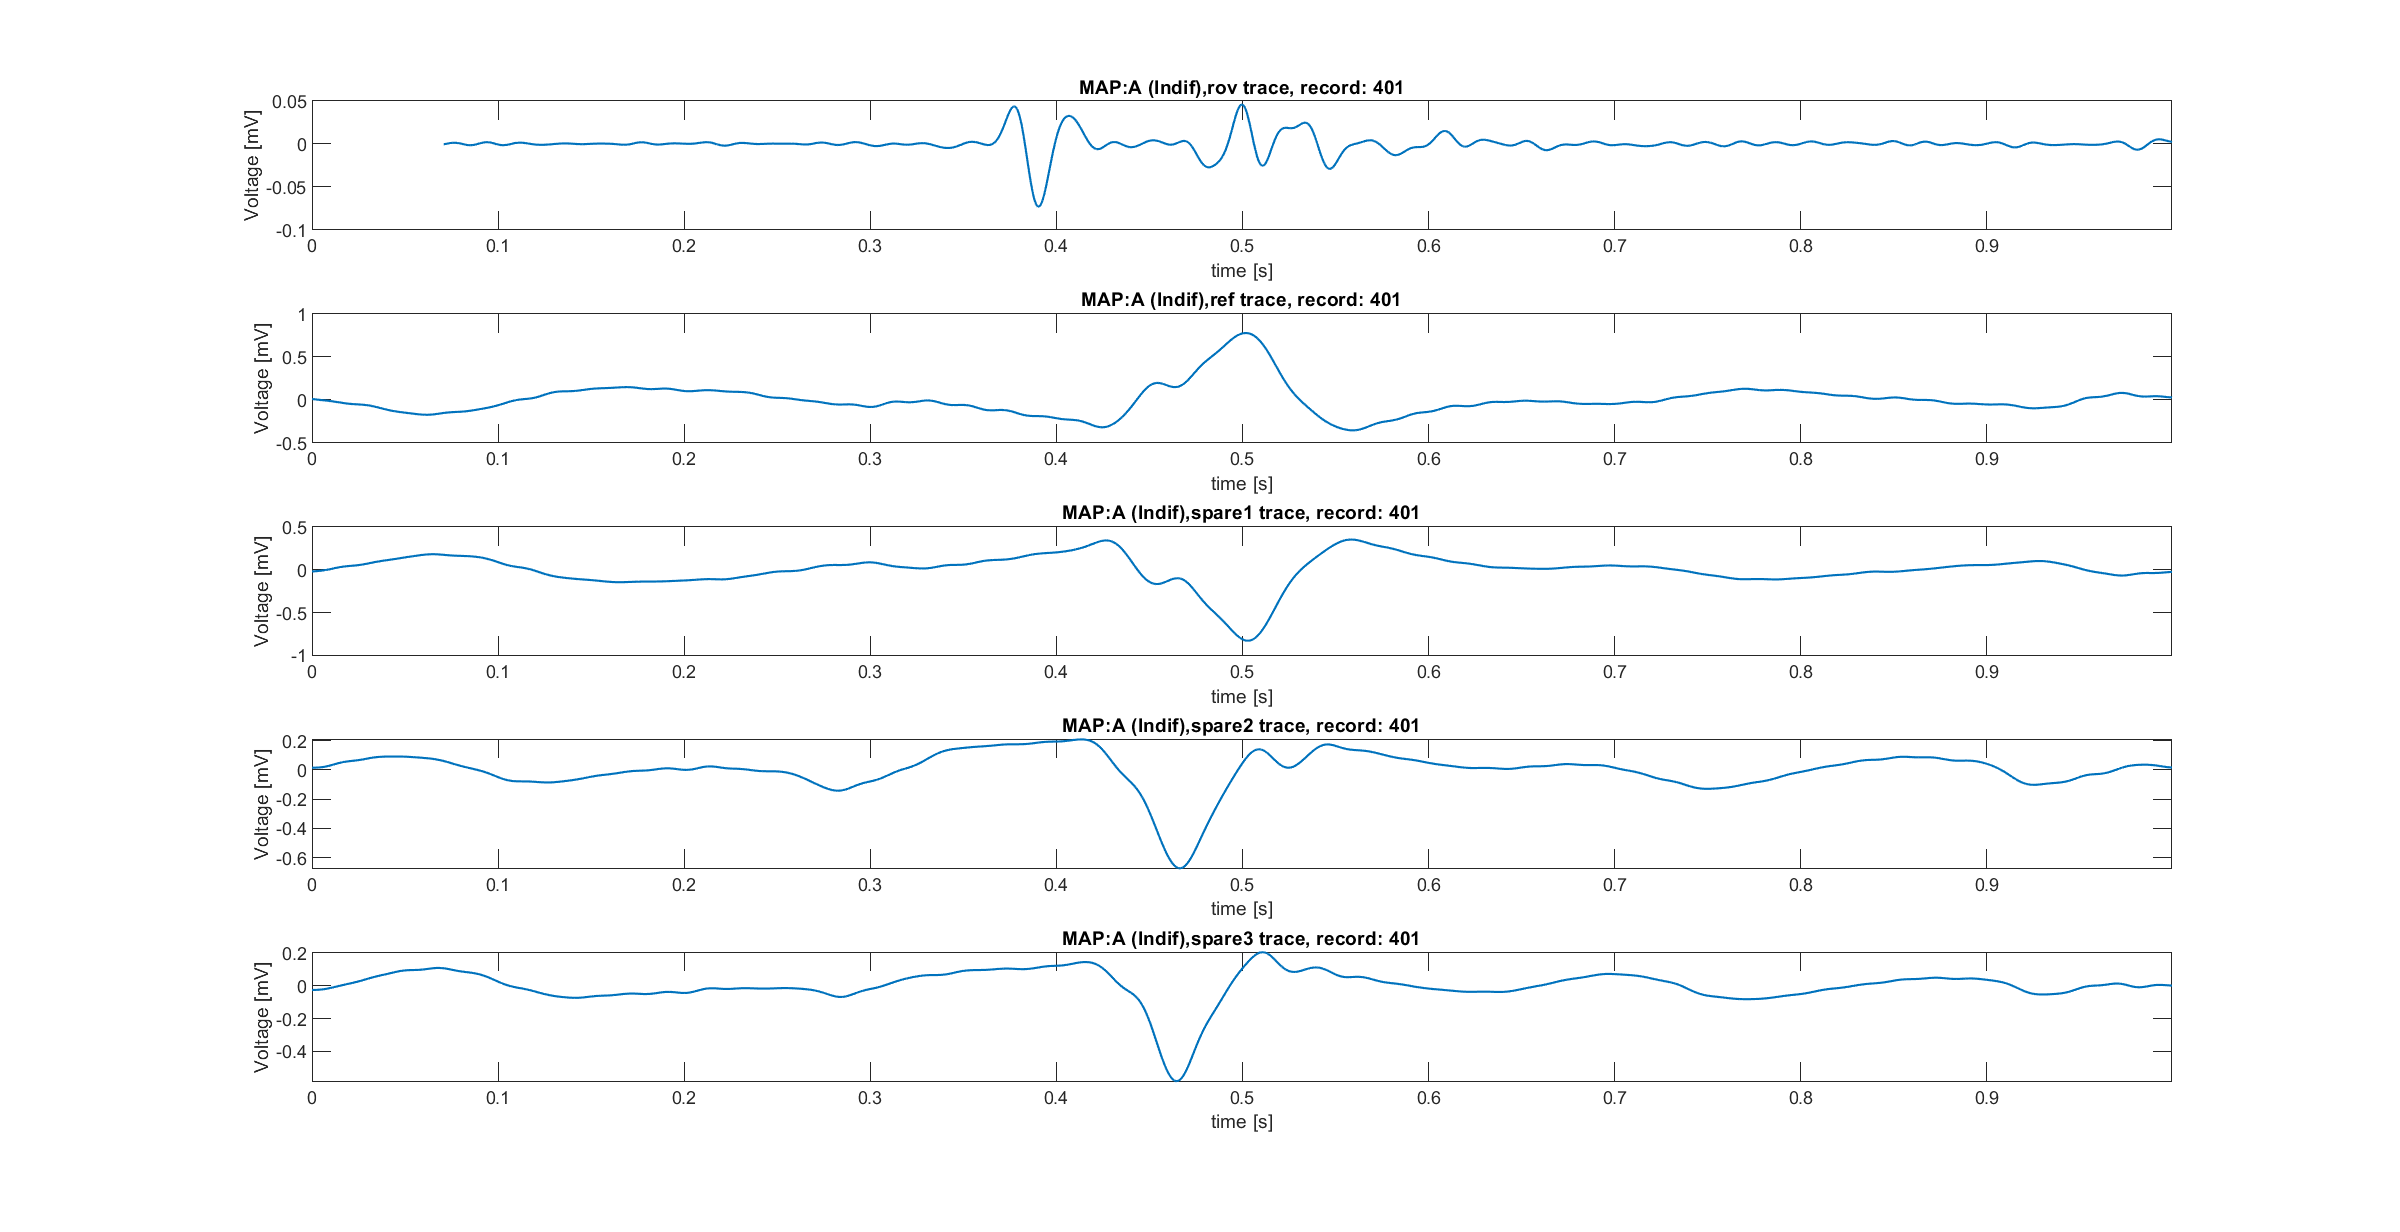 MAP:A (Indif),rov trace, record: 401
Voltage [mV]
0.05
0
-0.05
-0.1
0 0.1 0.2 0.3 0.4 0.5 0.6 0.7 0.8 0.9
time [s]
MAP:A (Indif),ref trace, record: 401
Voltage [mV]
1
0.5
0
-0.5
0 0.1 0.2 0.3 0.4 0.5 0.6 0.7 0.8 0.9
time [s]
MAP:A (Indif),spare1 trace, record: 401
Voltage [mV]
0.5
0
-0.5
-1
0 0.1 0.2 0.3 0.4 0.5 0.6 0.7 0.8 0.9
time [s]
MAP:A (Indif),spare2 trace, record: 401
Voltage [mV]
0.2
0
-0.2
-0.4
-0.6
0 0.1 0.2 0.3 0.4 0.5 0.6 0.7 0.8 0.9
time [s]
MAP:A (Indif),spare3 trace, record: 401
Voltage [mV]
0.2
0
-0.2
-0.4
0 0.1 0.2 0.3 0.4 0.5 0.6 0.7 0.8 0.9
time [s]